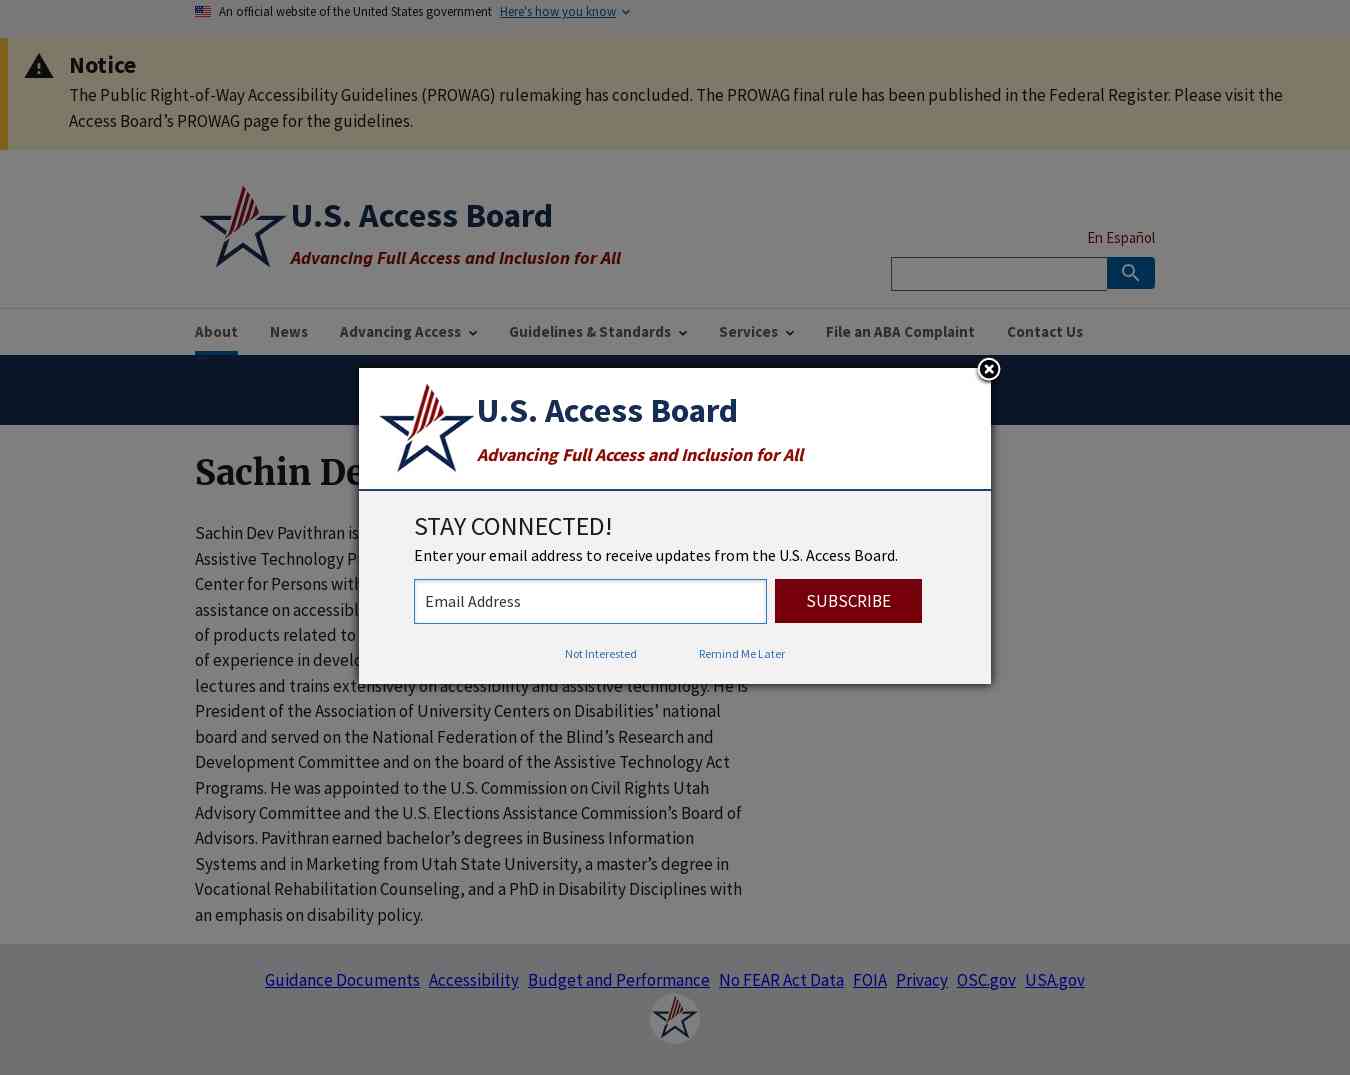 An official website of the United States government Here's how you know
Notice
The Public Right-of-Way Accessibility Guidelines (PROWAG) rulemaking has concluded. The PROWAG final rule has been published in the Federal Register. Please visit the
Access Board’s PROWAG page for the guidelines.
U.S. Access Board
Advancing Full Access and Inclusion for All
En Español
About News Advancing Access Guidelines & Standards Services File an ABA Complaint Contact Us
U.S. Access Board
Advancing Full Access and Inclusion for All
STAY CONNECTED!
Enter your email address to receive updates from the U.S. Access Board.
Email Address SUBSCRIBE
Not Interested Remind Me Later
Sachin
Sachin Dev Pavithran is
Assistive Technology
Center for Persons with
assistance on
of products related to
of experience in
lectures and trains extensively on accessibility and assistive technology. He is
President of the Association of University Centers on Disabilities’ national
board and served on the National Federation of the Blind’s Research and
Development Committee and on the board of the Assistive Technology Act
Programs. He was appointed to the U.S. Commission on Civil Rights Utah
Advisory Committee and the U.S. Elections Assistance Commission’s Board of
Advisors. Pavithran earned bachelor’s degrees in Business Information
Systems and in Marketing from Utah State University, a master’s degree in
Vocational Rehabilitation Counseling, and a PhD in Disability Disciplines with
an emphasis on disability policy.
Guidance Documents Accessibility Budget and Performance No FEAR Act Data FOIA Privacy OSC.gov USA.gov